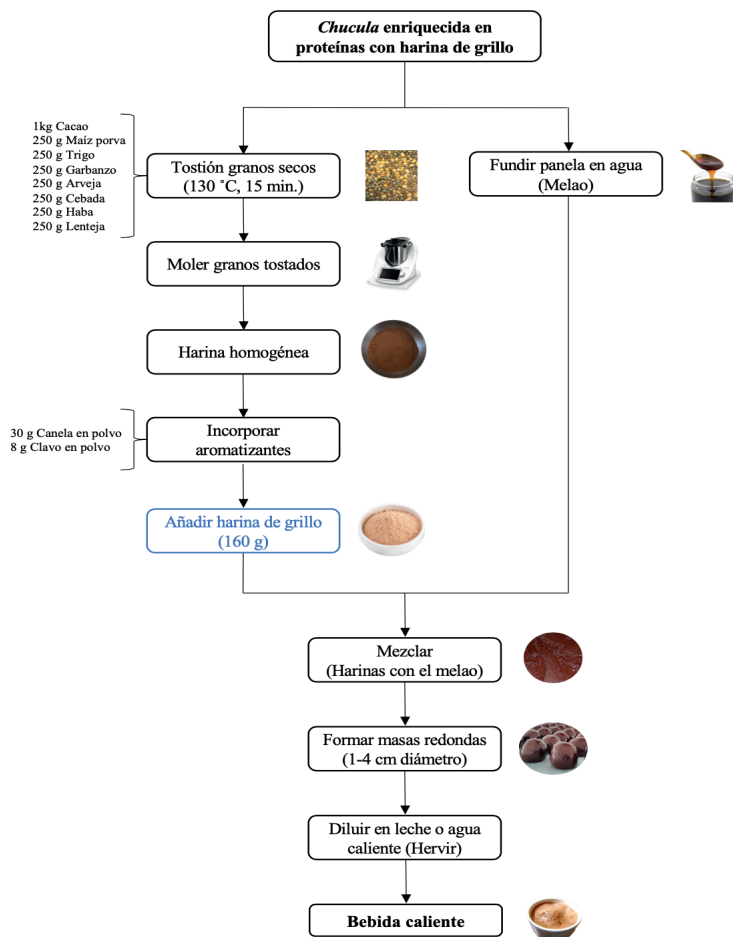 Chucula enriquecida en
proteínas con harina de grillo
1kg Cacao
250 g Maíz porva
250 g Trigo
250 g Garbanzo
250 g Arveja
250 g Cebada
250 g Haba
250 g Lenteja
Tostión granos secos
(130 ˚C, 15 min.)
Fundir panela en agua
(Melao)
Moler granos tostados
Harina homogénea
30 g Canela en polvo
8 g Clavo en polvo
Incorporar
aromatizantes
Añadir harina de grillo
(160 g)
Mezclar
(Harinas con el melao)
Formar masas redondas
(1-4 cm diámetro)
Diluir en leche o agua
caliente (Hervir)
Bebida caliente